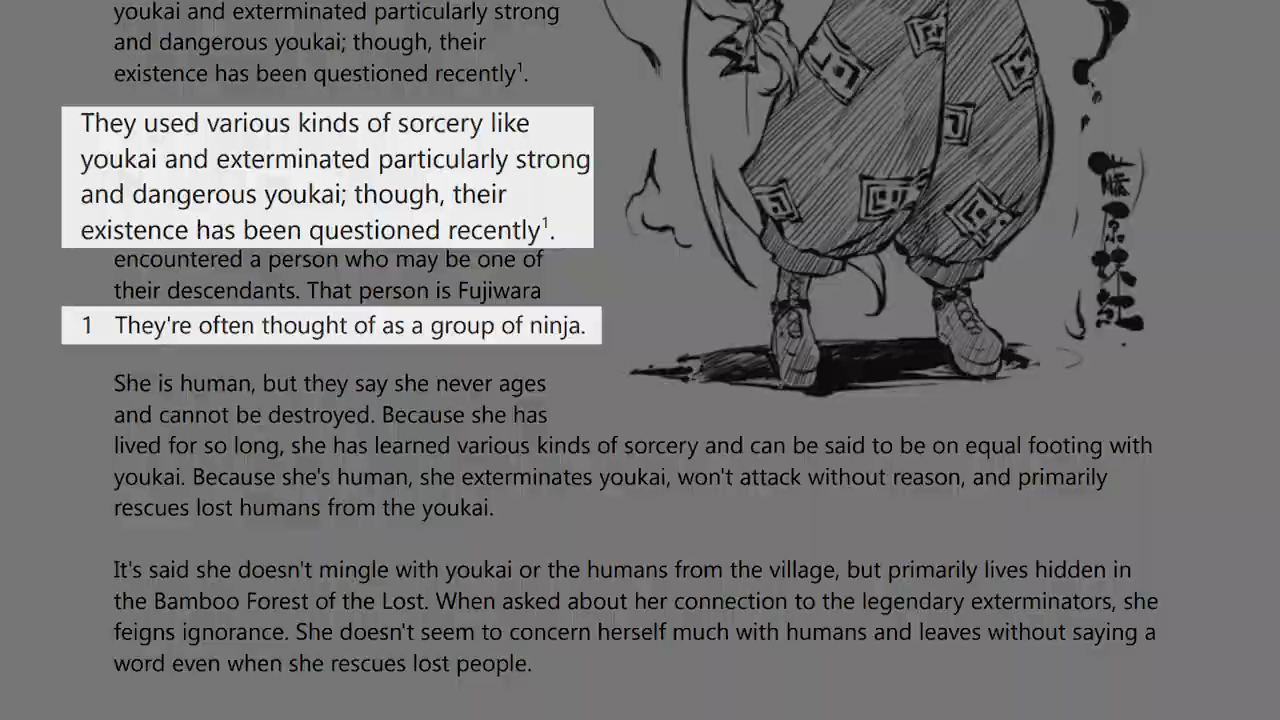 youkai and exterminated particularly strong
and dangerous youkai; though, their
existence has been questioned recently¹.
They used various kinds of sorcery like
youkai and exterminated particularly strong
and dangerous youkai; though, their
existence has been questioned recently¹.
encountered a person who may be one of
their descendants. That person is Fujiwara
1 They're often thought of as a group of ninja.
She is human, but they say she never ages
and cannot be destroyed. Because she has
lived for so long, she has learned various kinds of sorcery and can be said to be on equal footing with
youkai. Because she's human, she exterminates youkai, won't attack without reason, and primarily
rescues lost humans from the youkai.
It's said she doesn't mingle with youkai or the humans from the village, but primarily lives hidden in
the Bamboo Forest of the Lost. When asked about her connection to the legendary exterminators, she
feigns ignorance. She doesn't seem to concern herself much with humans and leaves without saying a
word even when she rescues lost people.
藤原妹紅